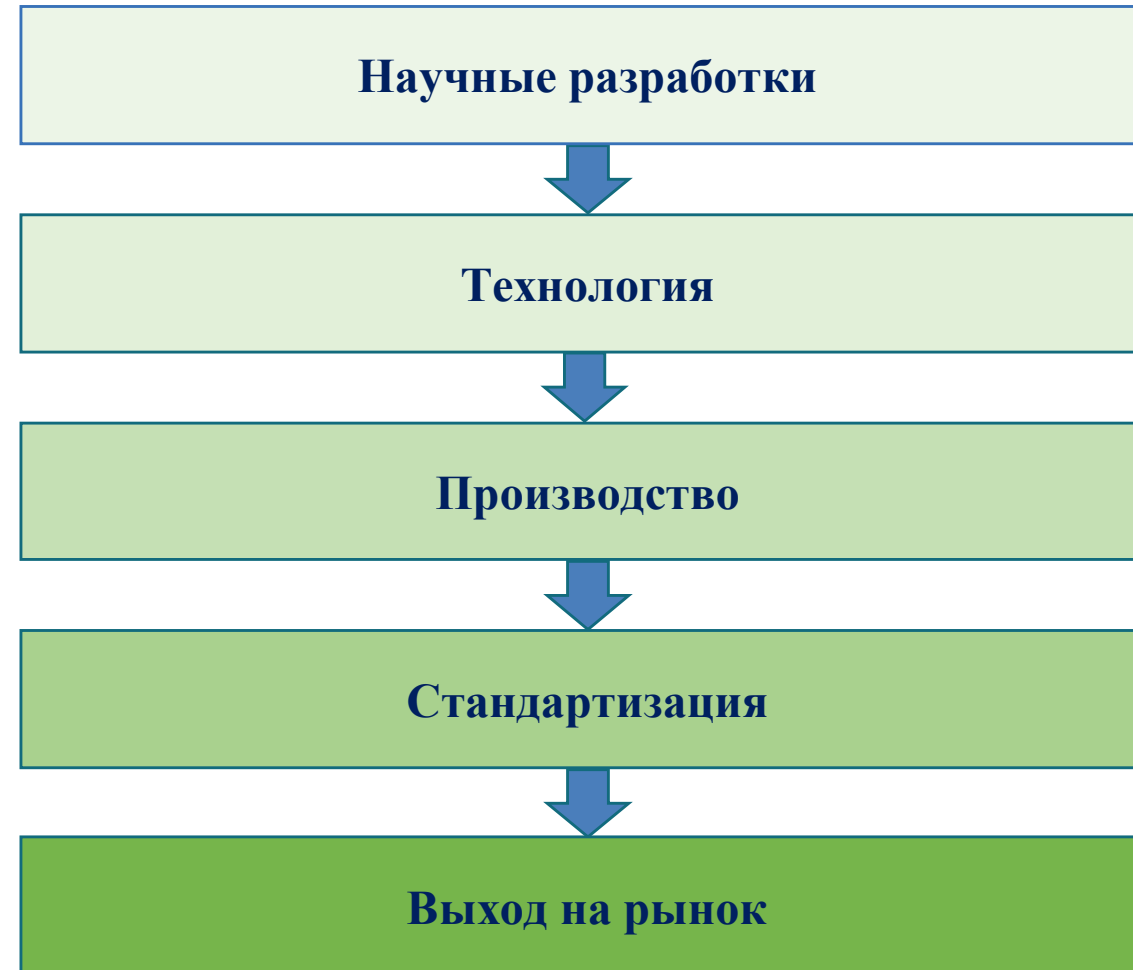 Научные разработки
Технология
Производство
Стандартизация
Выход на рынок